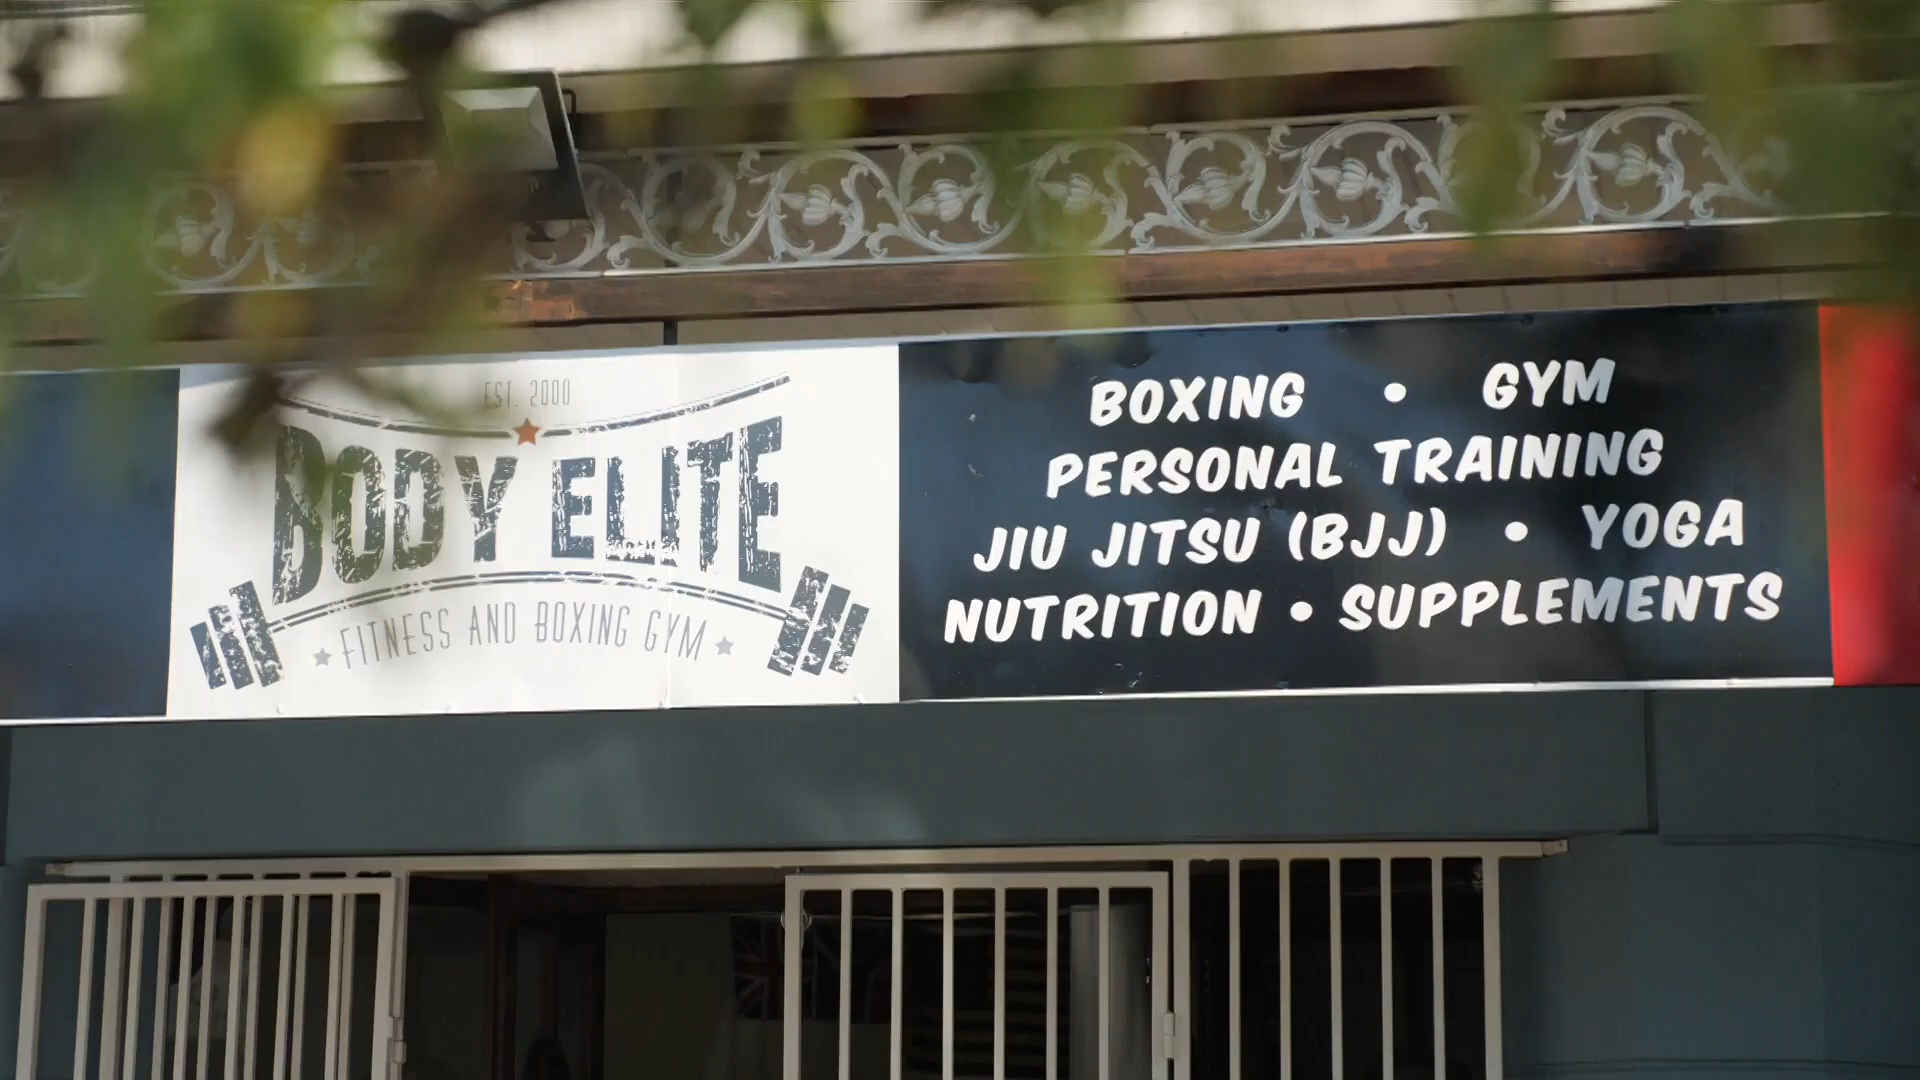 EST. 2000
BODY ELITE
FITNESS AND BOXING GYM
BOXING • GYM
PERSONAL TRAINING
JIU JITSU (BJJ) • YOGA
NUTRITION • SUPPLEMENTS